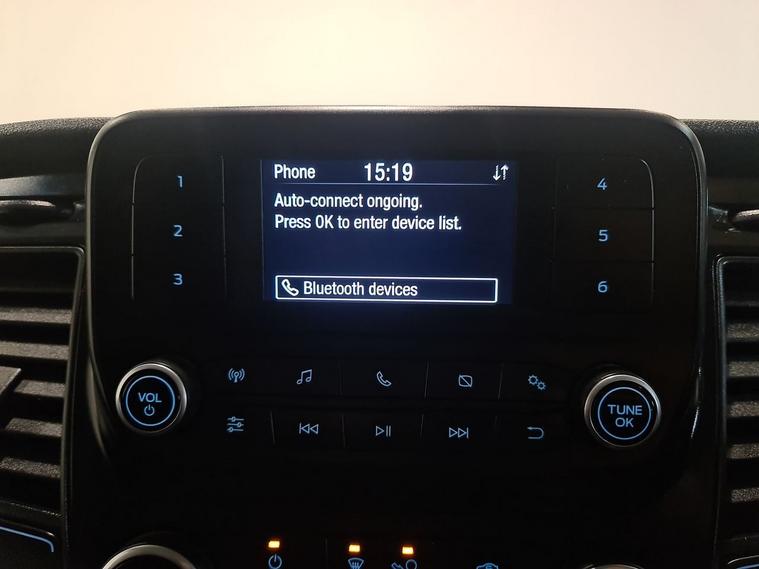 Phone 15:19
Auto-connect ongoing.
Press OK to enter device list.
Bluetooth devices
1
2
3
4
5
6
VOL
TUNE
OK